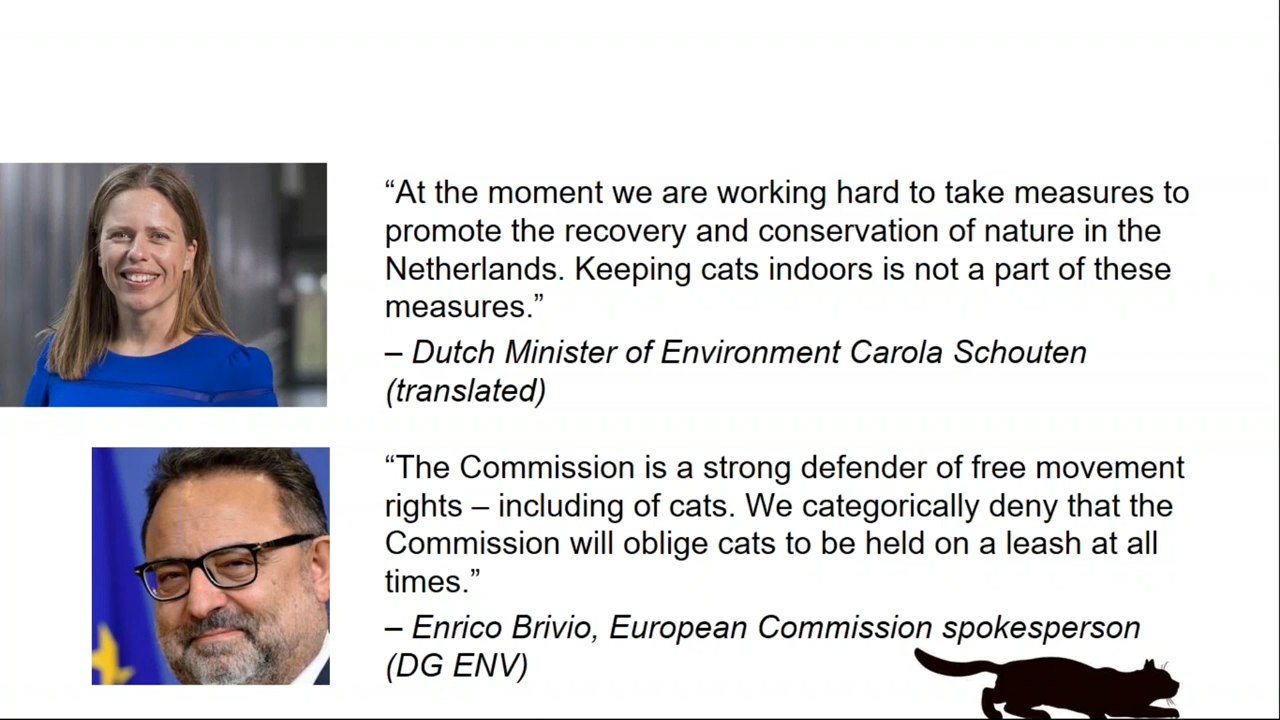 “At the moment we are working hard to take measures to
promote the recovery and conservation of nature in the
Netherlands. Keeping cats indoors is not a part of these
measures.”
– Dutch Minister of Environment Carola Schouten
(translated)
“The Commission is a strong defender of free movement
rights – including of cats. We categorically deny that the
Commission will oblige cats to be held on a leash at all
times.”
– Enrico Brivio, European Commission spokesperson
(DG ENV)